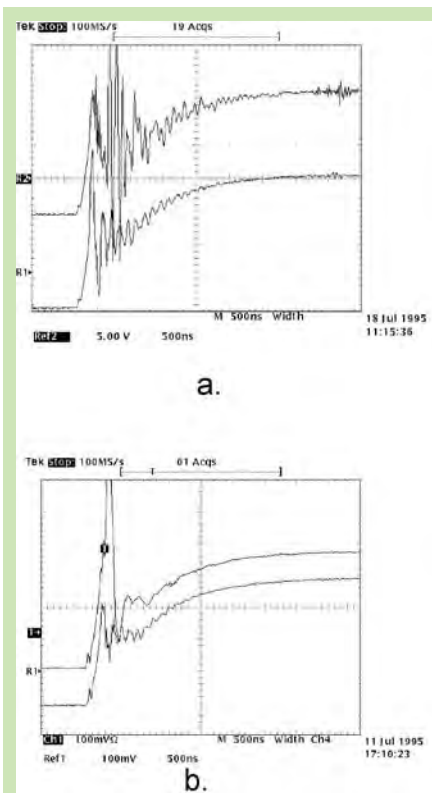 Tek Stop: 100MS/s 19 Acqs
R2
R1
M 500ns Width
18 Jul 1995
11:15:36
Ref2 5.00 V 500ns
a.
Tek Stop: 100MS/s 61 Acqs
T
1
R1
Ch1 100mVΩ M 500ns Width Ch4
11 Jul 1995
17:10:23
Ref1 100mV 500ns
b.